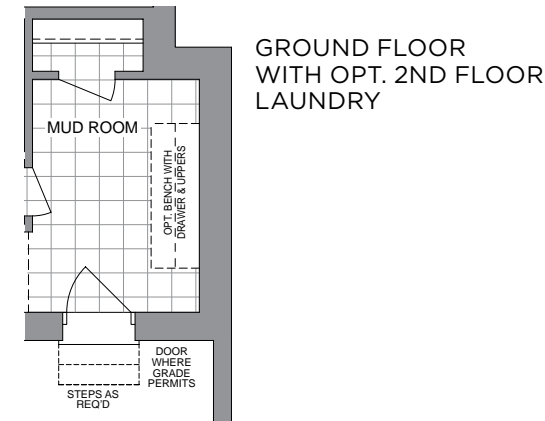 GROUND FLOOR
WITH OPT. 2ND FLOOR
LAUNDRY
MUD ROOM
OPT. BENCH WITH
DRAWER & UPPERS
DOOR
WHERE
GRADE
PERMITS
STEPS AS
REQ'D